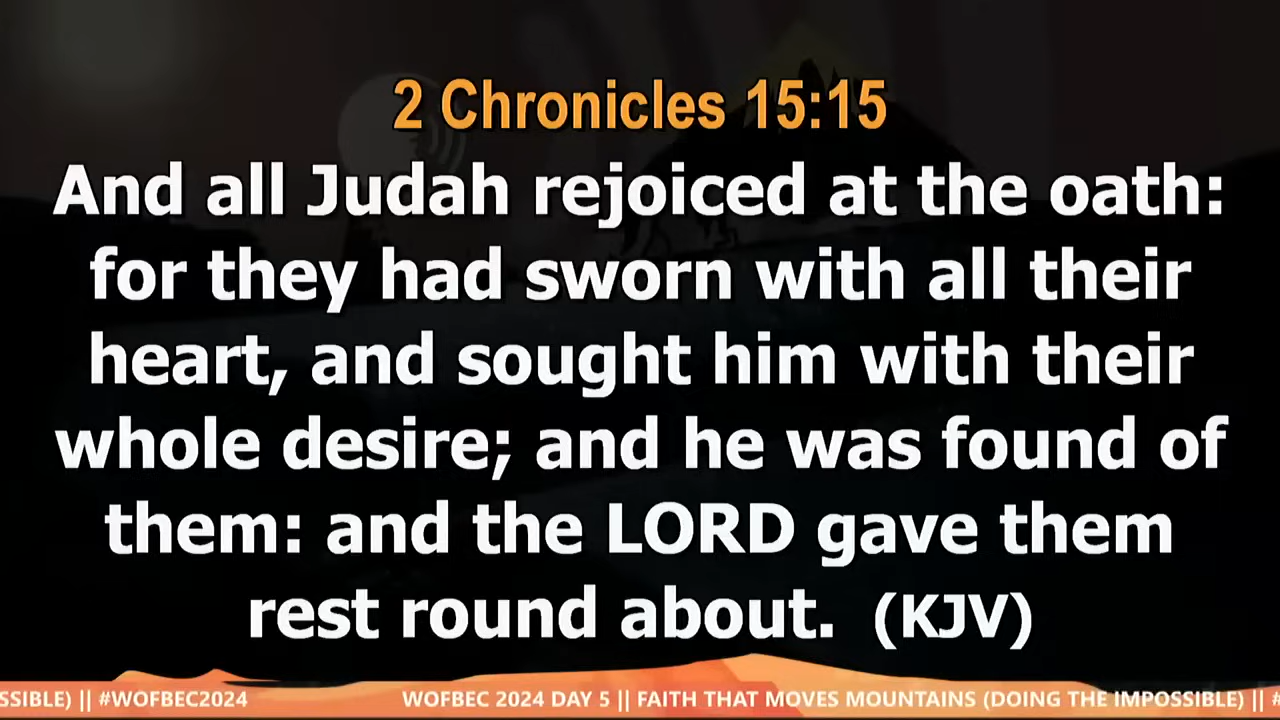 2 Chronicles 15:15
And all Judah rejoiced at the oath:
for they had sworn with all their
heart, and sought him with their
whole desire; and he was found of
them: and the LORD gave them
rest round about. (KJV)
SSIBLE) || #WOFBEC2024 WOFBEC 2024 DAY 5 || FAITH THAT MOVES MOUNTAINS (DOING THE IMPOSSIBLE) || #